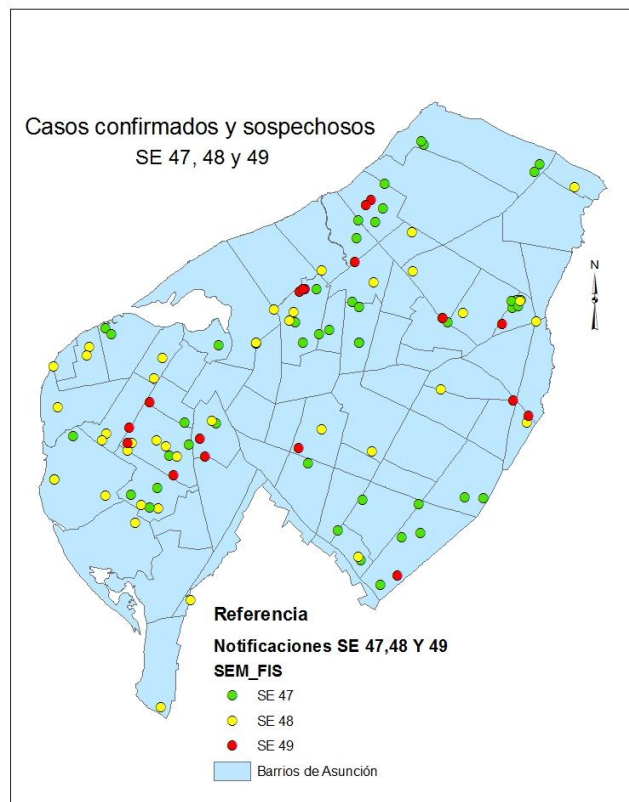 Casos confirmados y sospechosos
SE 47, 48 y 49
N
Referencia
Notificaciones SE 47,48 Y 49
SEM_FIS
SE 47
SE 48
SE 49
Barrios de Asunción